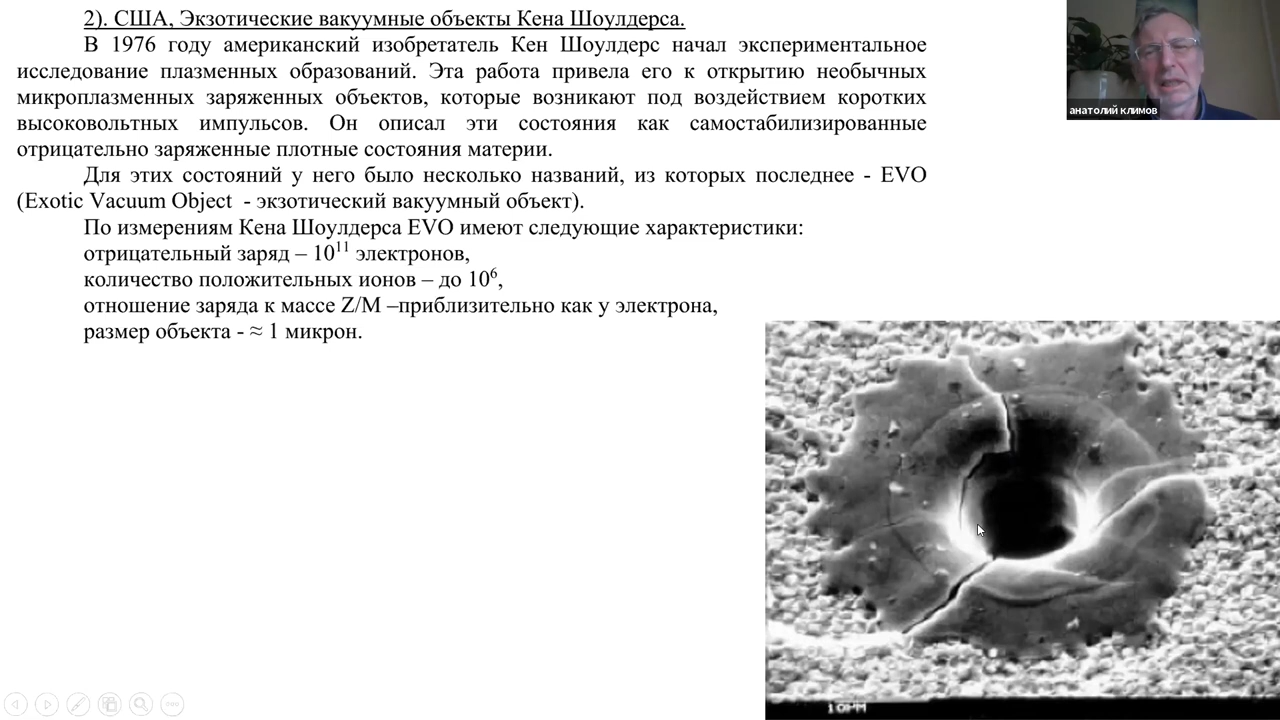 2). США, Экзотические вакуумные объекты Кена Шоулдерса.
В 1976 году американский изобретатель Кен Шоулдерс начал экспериментальное
исследование плазменных образований. Эта работа привела его к открытию необычных
микроплазменных заряженных объектов, которые возникают под воздействием коротких
высоковольтных импульсов. Он описал эти состояния как самостабилизированные
отрицательно заряженные плотные состояния материи.
Для этих состояний у него было несколько названий, из которых последнее - EVO
(Exotic Vacuum Object - экзотический вакуумный объект).
По измерениям Кена Шоулдерса EVO имеют следующие характеристики:
отрицательный заряд – 10¹¹ электронов,
количество положительных ионов – до 10⁶,
отношение заряда к массе Z/M –приблизительно как у электрона,
размер объекта - ≈ 1 микрон.
анатолий климов
10PM